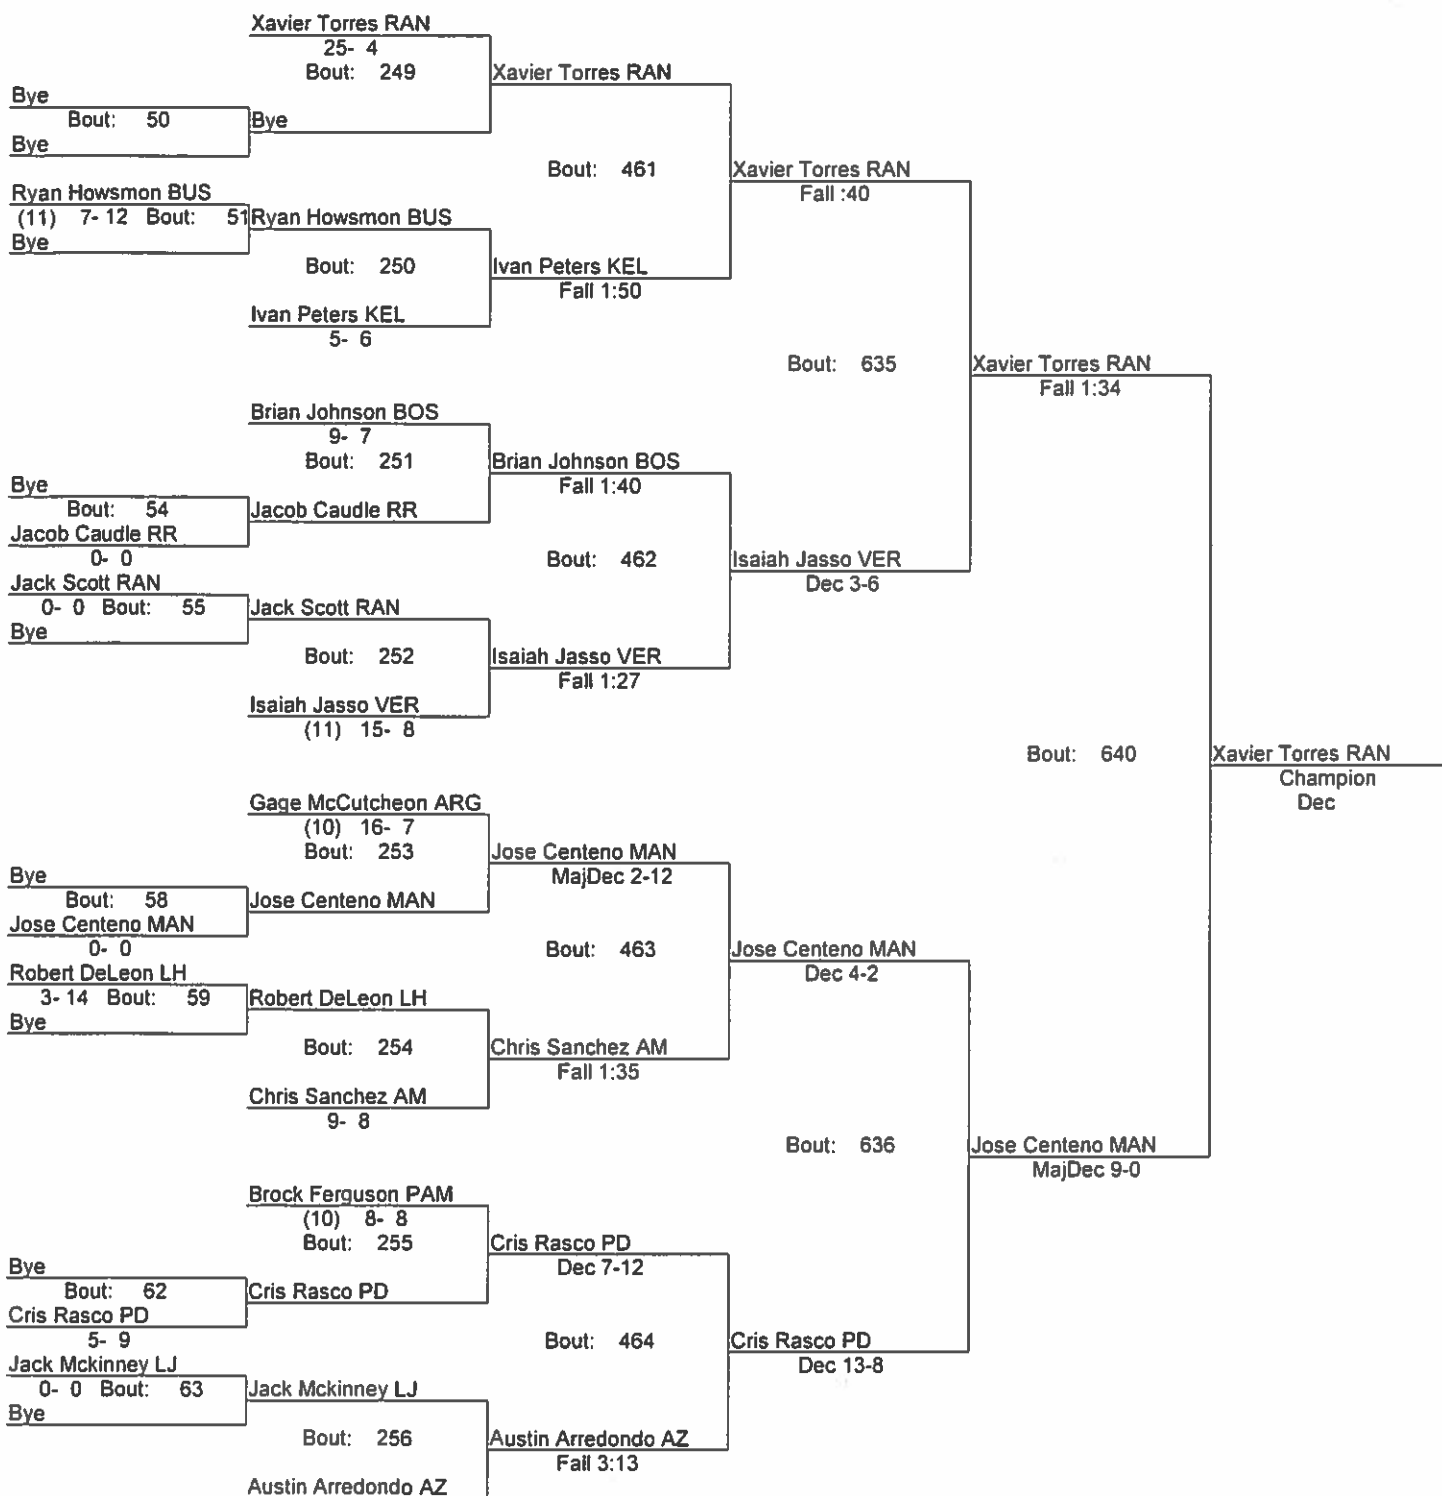 Xavier Torres RAN
25- 4
Bout: 249
Xavier Torres RAN
Bye
Bout: 50
Bye
Bye
Bout: 461
Xavier Torres RAN
Fall :40
Ryan Howsmon BUS
(11) 7- 12 Bout: 51
Ryan Howsmon BUS
Bye
Bout: 250
Ivan Peters KEL
Fall 1:50
Ivan Peters KEL
5- 6
Bout: 635
Xavier Torres RAN
Fall 1:34
Brian Johnson BOS
9- 7
Bout: 251
Brian Johnson BOS
Fall 1:40
Bye
Bout: 54
Jacob Caudle RR
Jacob Caudle RR
0- 0
Bout: 462
Isaiah Jasso VER
Dec 3-6
Jack Scott RAN
0- 0 Bout: 55
Jack Scott RAN
Bye
Bout: 252
Isaiah Jasso VER
Fall 1:27
Isaiah Jasso VER
(11) 15- 8
Bout: 640
Xavier Torres RAN
Champion
Dec
Gage McCutcheon ARG
(10) 16- 7
Bout: 253
Jose Centeno MAN
MajDec 2-12
Bye
Bout: 58
Jose Centeno MAN
Jose Centeno MAN
0- 0
Bout: 463
Jose Centeno MAN
Dec 4-2
Robert DeLeon LH
3- 14 Bout: 59
Robert DeLeon LH
Bye
Bout: 254
Chris Sanchez AM
Fall 1:35
Chris Sanchez AM
9- 8
Bout: 636
Jose Centeno MAN
MajDec 9-0
Brock Ferguson PAM
(10) 8- 8
Bout: 255
Cris Rasco PD
Dec 7-12
Bye
Bout: 62
Cris Rasco PD
Cris Rasco PD
5- 9
Bout: 464
Cris Rasco PD
Dec 13-8
Jack Mckinney LJ
0- 0 Bout: 63
Jack Mckinney LJ
Bye
Bout: 256
Austin Arredondo AZ
Fall 3:13
Austin Arredondo AZ